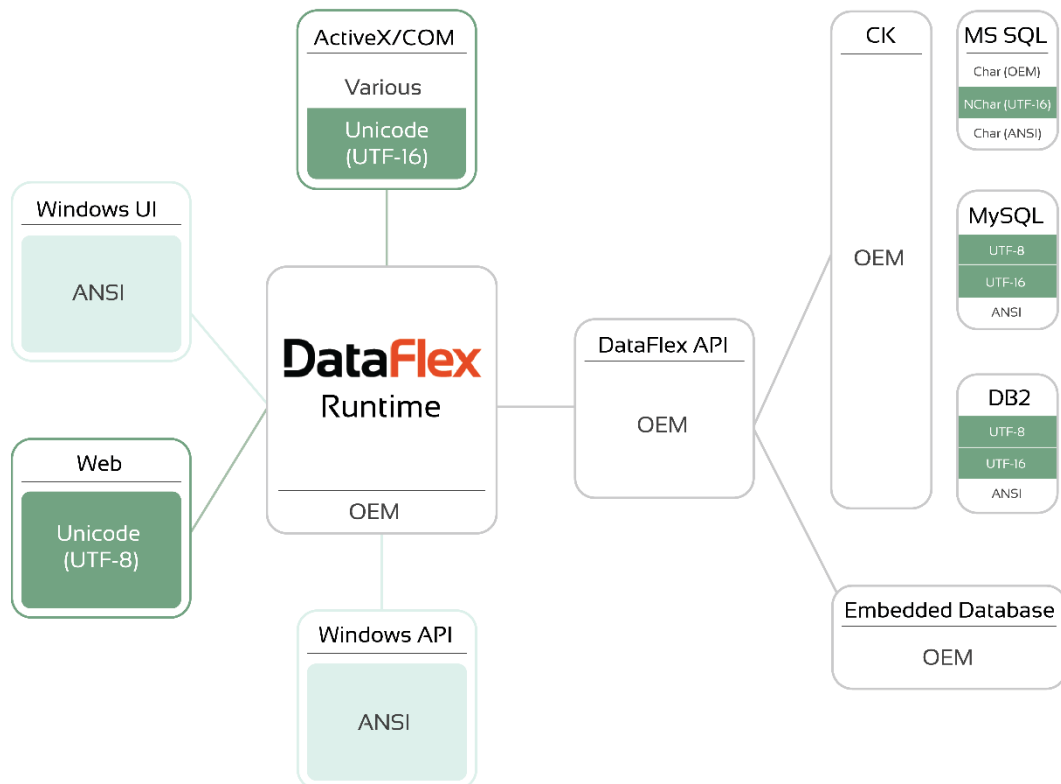 ActiveX/COM
Various
Unicode
(UTF-16)
Windows UI
ANSI
Web
Unicode
(UTF-8)
DataFlex
Runtime
OEM
Windows API
ANSI
DataFlex API
OEM
CK
OEM
MS SQL
Char (OEM)
NChar (UTF-16)
Char (ANSI)
MySQL
UTF-8
UTF-16
ANSI
DB2
UTF-8
UTF-16
ANSI
Embedded Database
OEM